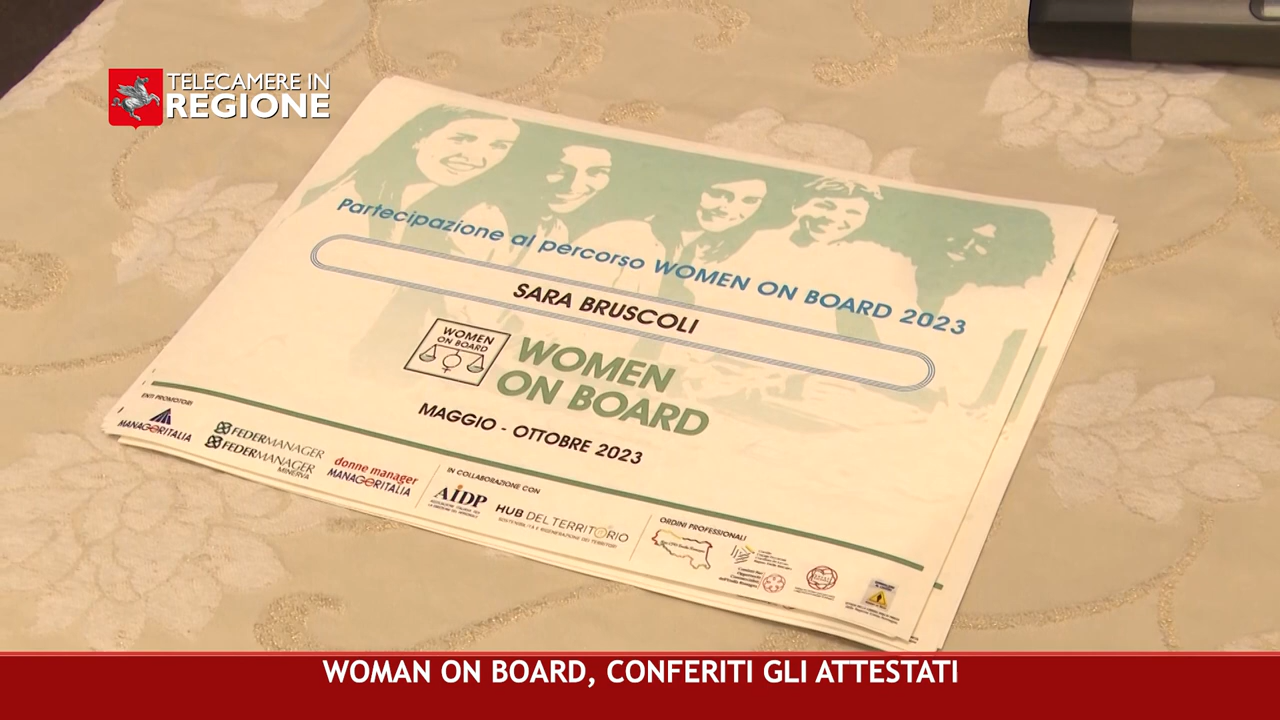 TELECAMERE IN
REGIONE
Partecipazione al percorso WOMEN ON BOARD 2023
SARA BRUSCOLI
WOMEN
ON BOARD
WOMEN
ON BOARD
MAGGIO - OTTOBRE 2023
ENTI PROMOTORI
MANAGERITALIA
FEDERMANAGER
FEDERMANAGER
MINERVA
donne manager
MANAGERITALIA
IN COLLABORAZIONE CON
AIDP
HUB DEL TERRITORIO
ORDINI PROFESSIONALI
WOMAN ON BOARD, CONFERITI GLI ATTESTATI